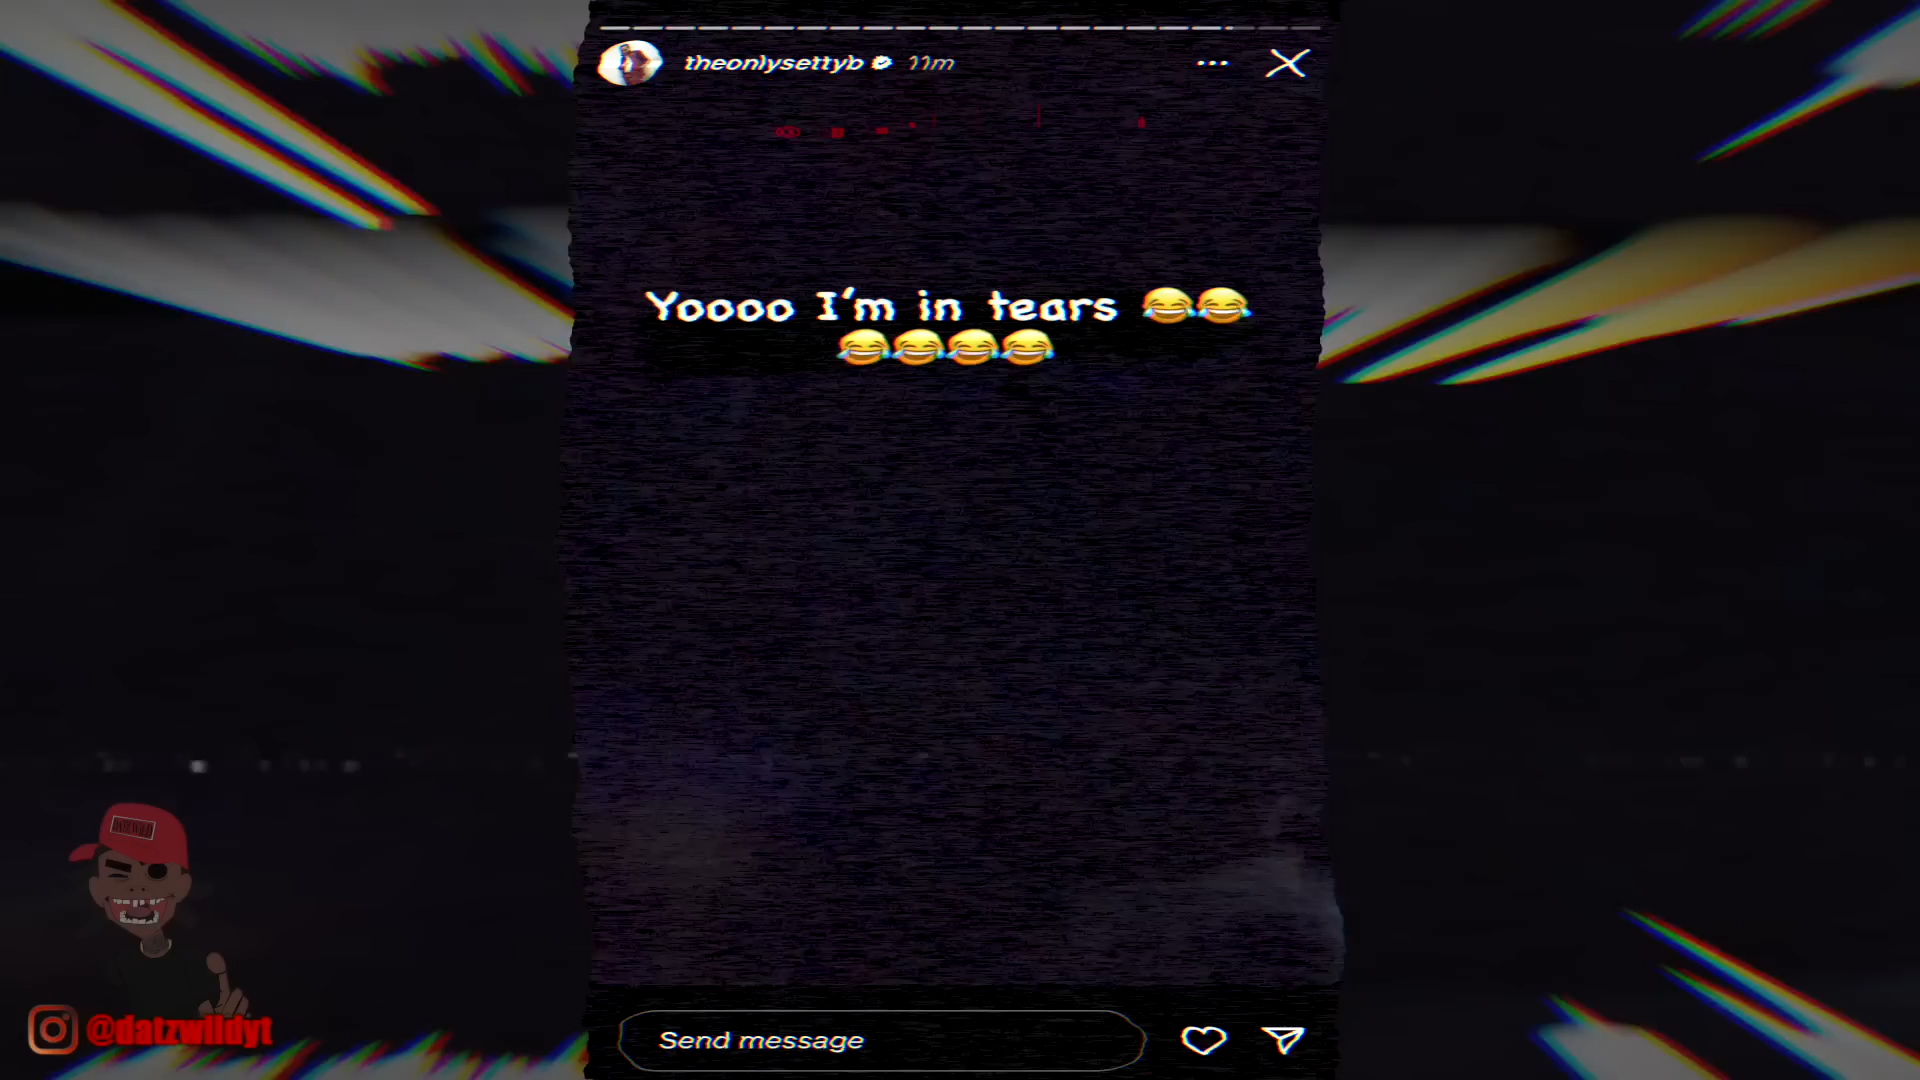 theonlysettyb 11m
Yoooo I'm in tears 😂😂
😂😂😂😂
Send message
@datzwildyt